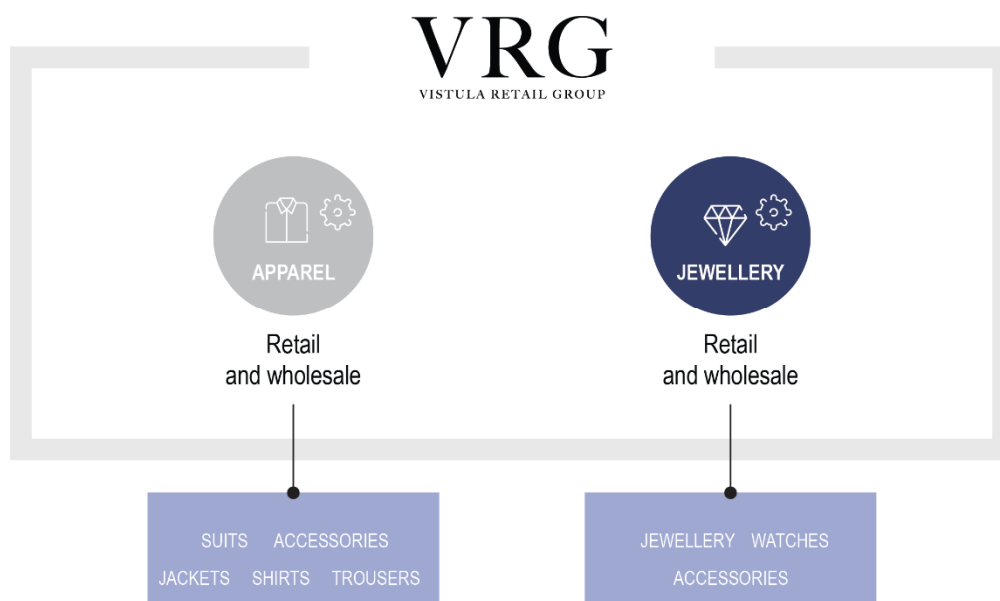 VRG
VISTULA RETAIL GROUP
APPAREL
JEWELLERY
Retail
and wholesale
Retail
and wholesale
SUITS ACCESSORIES
JACKETS SHIRTS TROUSERS
JEWELLERY WATCHES
ACCESSORIES